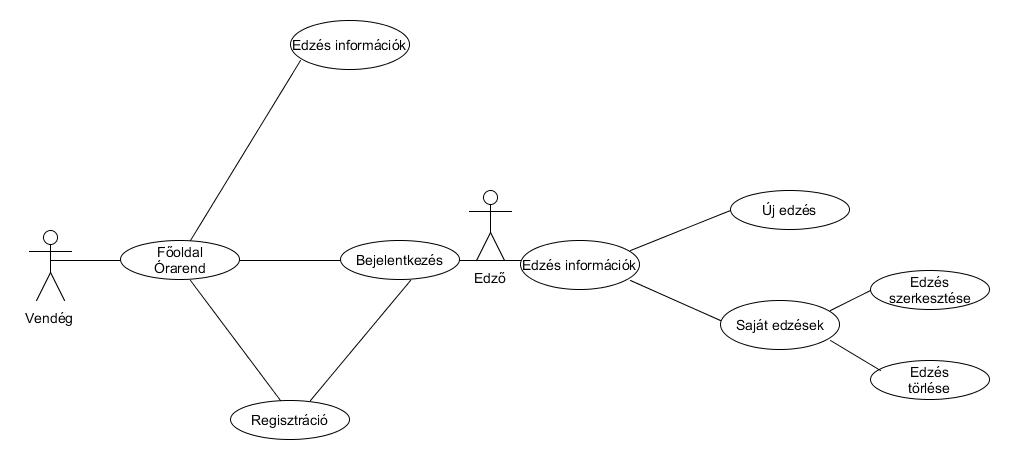 Edzés információk
Új edzés
Főoldal
Órarend
Bejelentkezés
Edzés információk
Edző
Edzés
szerkesztése
Vendég
Saját edzések
Edzés
törlése
Regisztráció